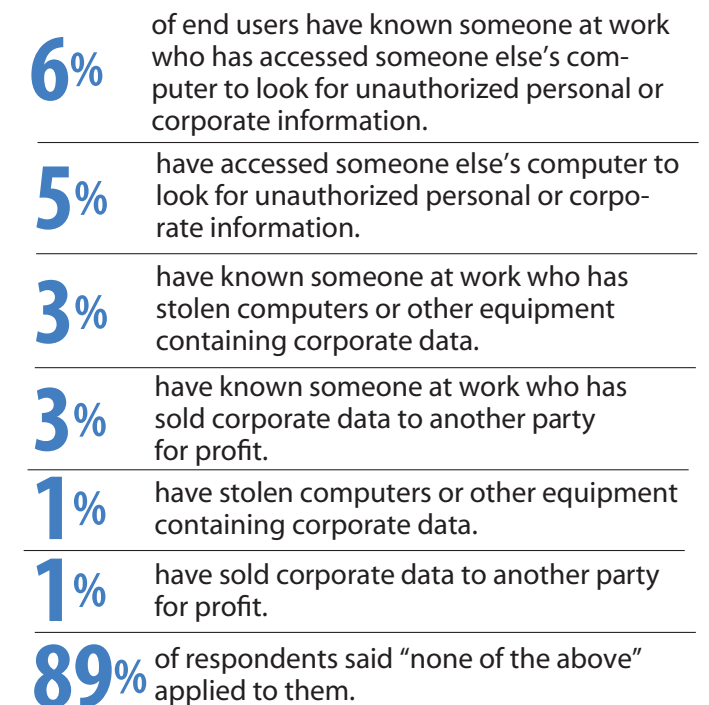 6% of end users have known someone at work
who has accessed someone else's com-
puter to look for unauthorized personal or
corporate information.
5% have accessed someone else's computer to
look for unauthorized personal or corpo-
rate information.
3% have known someone at work who has
stolen computers or other equipment
containing corporate data.
3% have known someone at work who has
sold corporate data to another party
for profit.
1% have stolen computers or other equipment
containing corporate data.
1% have sold corporate data to another party
for profit.
89% of respondents said “none of the above”
applied to them.